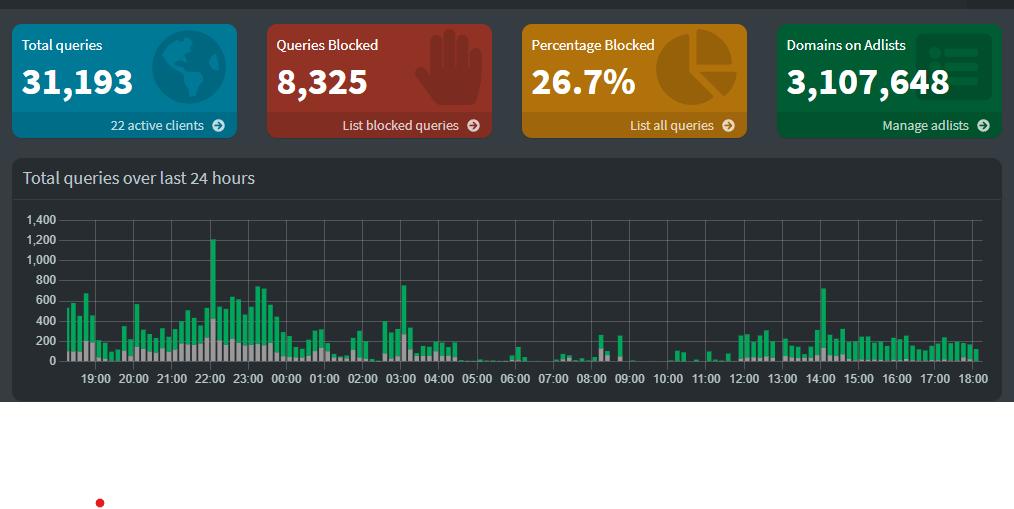 Total queries
31,193
22 active clients
Queries Blocked
8,325
List blocked queries
Percentage Blocked
26.7%
List all queries
Domains on Adlists
3,107,648
Manage adlists
Total queries over last 24 hours
1,400
1,200
1,000
800
600
400
200
0
19:00 20:00 21:00 22:00 23:00 00:00 01:00 02:00 03:00 04:00 05:00 06:00 07:00 08:00 09:00 10:00 11:00 12:00 13:00 14:00 15:00 16:00 17:00 18:00